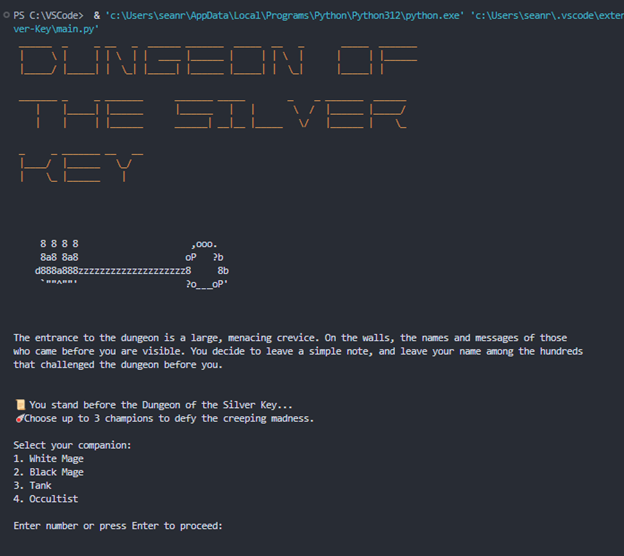 PS C:\VSCode>  & 'c:\Users\seanr\AppData\Local\Programs\Python\Python312\python.exe' 'c:\Users\seanr\.vscode\exten
ver-Key\main.py'
DUNGEON OF
THE SILVER
KEY
8 8 8 8                     ,ooo.
8a8 8a8                    oP   ?b
d888a888zzzzzzzzzzzzzzzzzzzz8     8b
`""^""'                    ?o___oP'
The entrance to the dungeon is a large, menacing crevice. On the walls, the names and messages of those
who came before you are visible. You decide to leave a simple note, and leave your name among the hundreds
that challenged the dungeon before you.
You stand before the Dungeon of the Silver Key...
Choose up to 3 champions to defy the creeping madness.
Select your companion:
1. White Mage
2. Black Mage
3. Tank
4. Occultist
Enter number or press Enter to proceed: